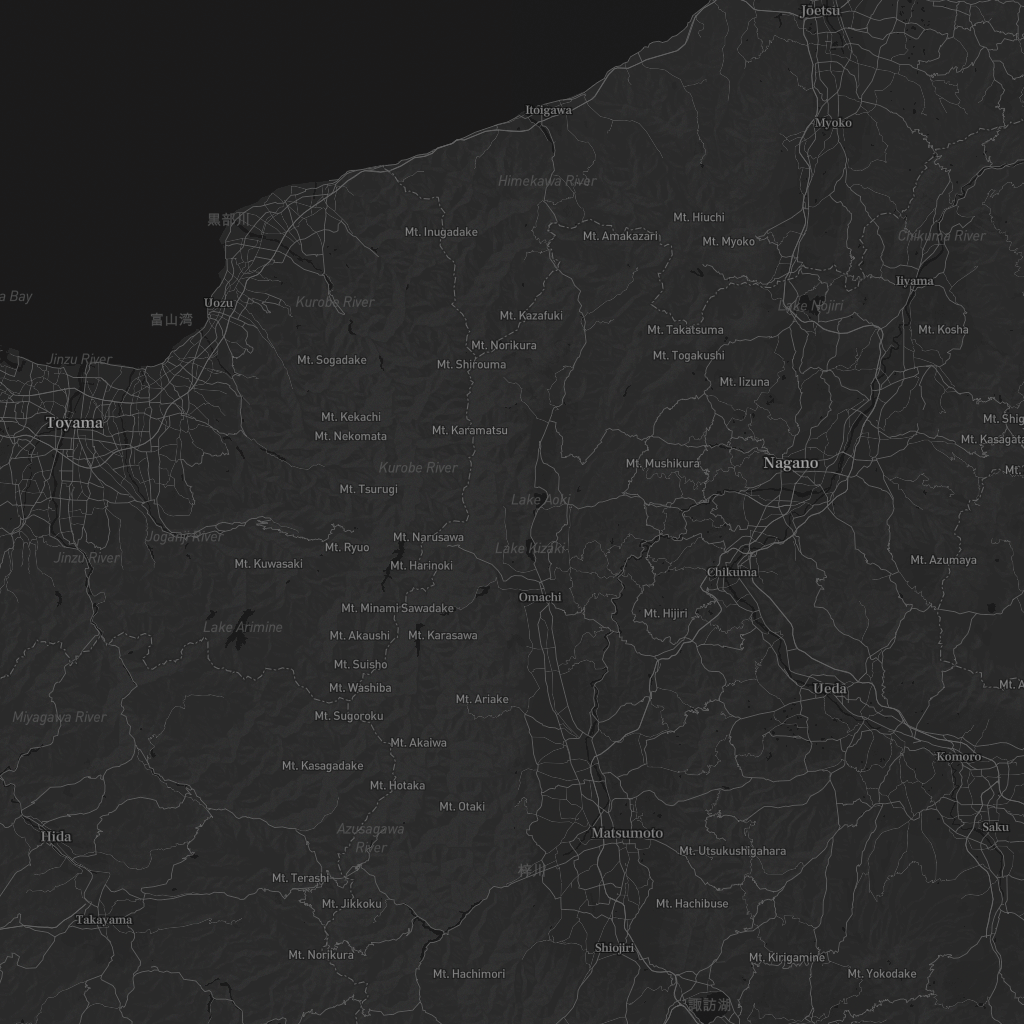 Jōetsu
Itoigawa
Myoko
Himekawa River
黒部川
Mt. Hiuchi
Mt. Inugadake
Mt. Amakazari
Mt. Myoko
Chikuma River
Iiyama
a Bay
Uozu
Kurobe River
Lake Nojiri
富山湾
Mt. Kazafuki
Mt. Takatsuma
Mt. Kosha
Mt. Norikura
Jinzu River
Mt. Sogadake
Mt. Shirouma
Mt. Togakushi
Mt. Iizuna
Toyama
Mt. Kekachi
Mt. Nekomata
Mt. Karamatsu
Mt. Shig
Mt. Kasagata
Kurobe River
Mt. Mushikura
Nagano
Mt.
Mt. Tsurugi
Lake Aoki
Joganji River
Mt. Narusawa
Mt. Ryuo
Lake Kizaki
Jinzu River
Mt. Kuwasaki
Mt. Harinoki
Chikuma
Mt. Azumaya
Omachi
Mt. Minami Sawadake
Mt. Hijiri
Lake Arimine
Mt. Akaushi
Mt. Karasawa
Mt. Suisho
Mt. Washiba
Ueda
Mt. A
Mt. Ariake
Miyagawa River
Mt. Sugoroku
Mt. Akaiwa
Komoro
Mt. Kasagadake
Mt. Hotaka
Mt. Otaki
Hida
Azusagawa
River
Matsumoto
Saku
Mt. Utsukushigahara
梓川
Mt. Terashi
Mt. Jikkoku
Mt. Hachibuse
Takayama
Shiojiri
Mt. Norikura
Mt. Kirigamine
Mt. Hachimori
Mt. Yokodake
諏訪湖